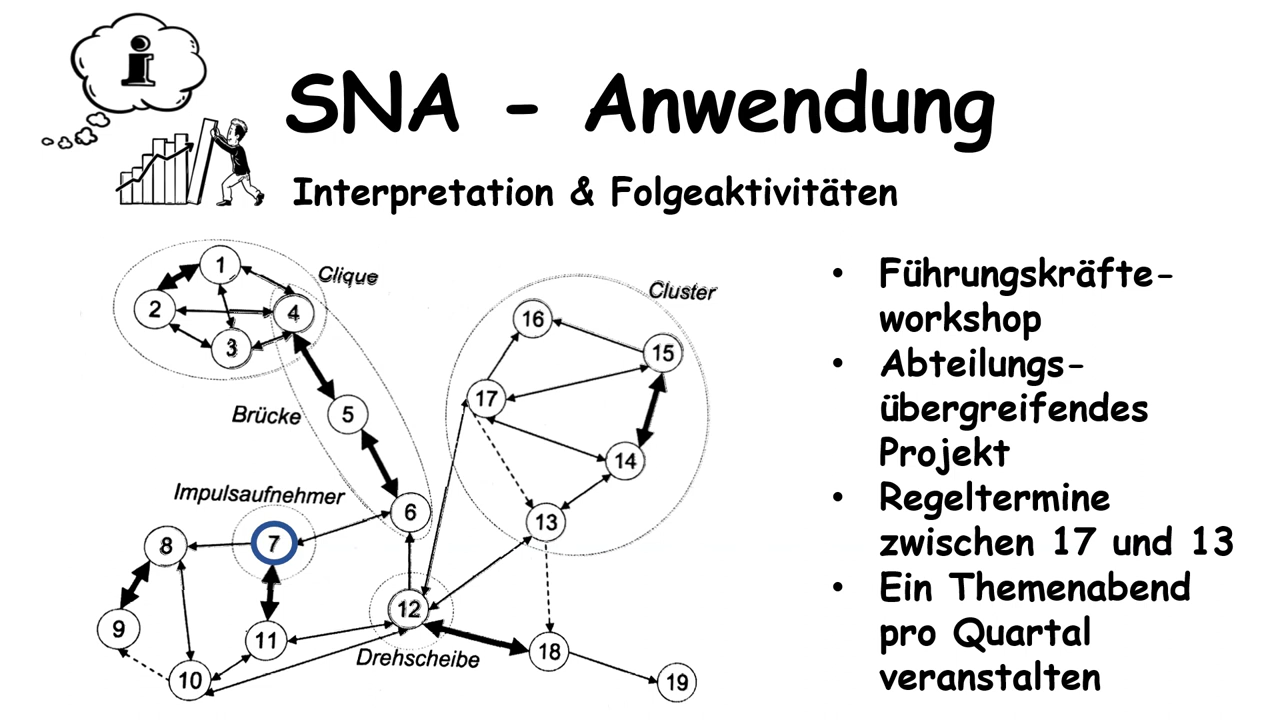 i
SNA - Anwendung
Interpretation & Folgeaktivitäten
1
Clique
2
4
3
Cluster
16
15
17
Brücke
5
14
Impulsaufnehmer
6
13
8
7
12
9
11
10
Drehscheibe
18
19
• Führungskräfte-
workshop
• Abteilungs-
übergreifendes
Projekt
• Regeltermine
zwischen 17 und 13
• Ein Themenabend
pro Quartal
veranstalten